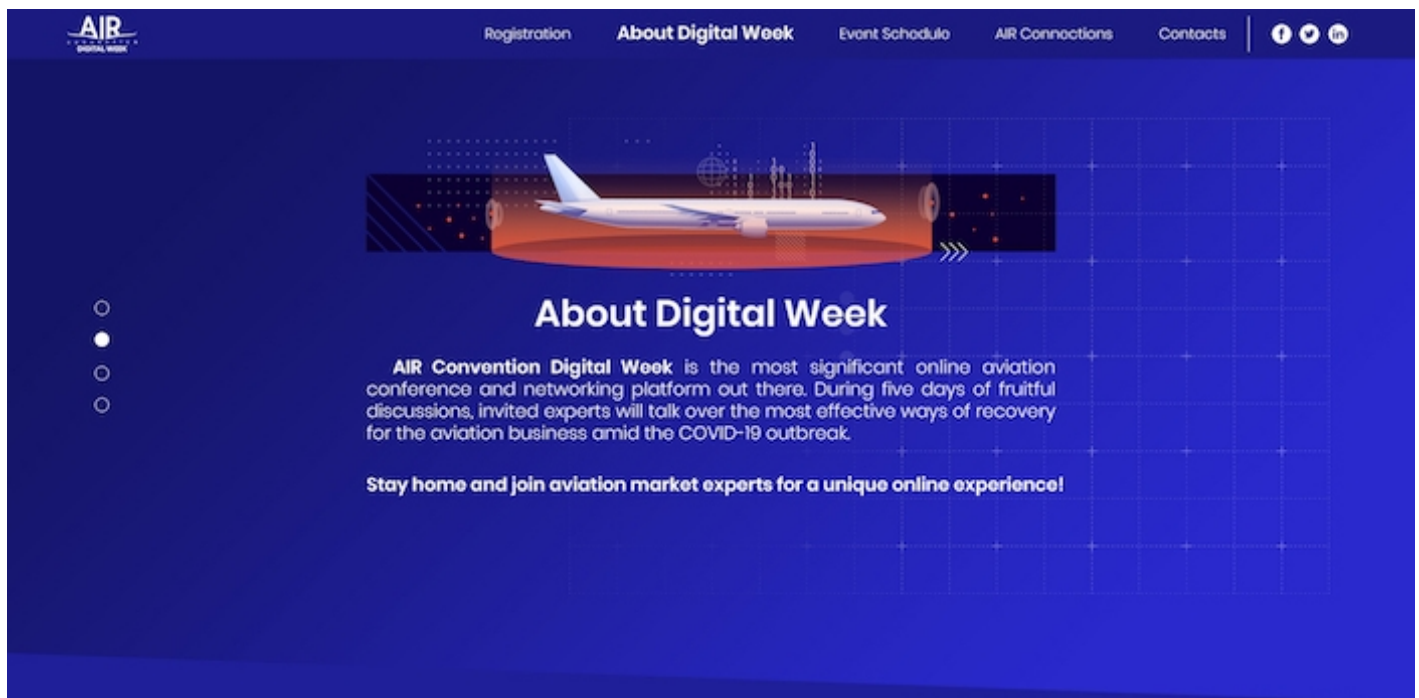 AIR
CONVENTION
DIGITAL WEEK
Registration
About Digital Week
Event Schedule
AIR Connections
Contacts
About Digital Week
AIR Convention Digital Week is the most significant online aviation
conference and networking platform out there. During five days of fruitful
discussions, invited experts will talk over the most effective ways of recovery
for the aviation business amid the COVID-19 outbreak.
Stay home and join aviation market experts for a unique online experience!